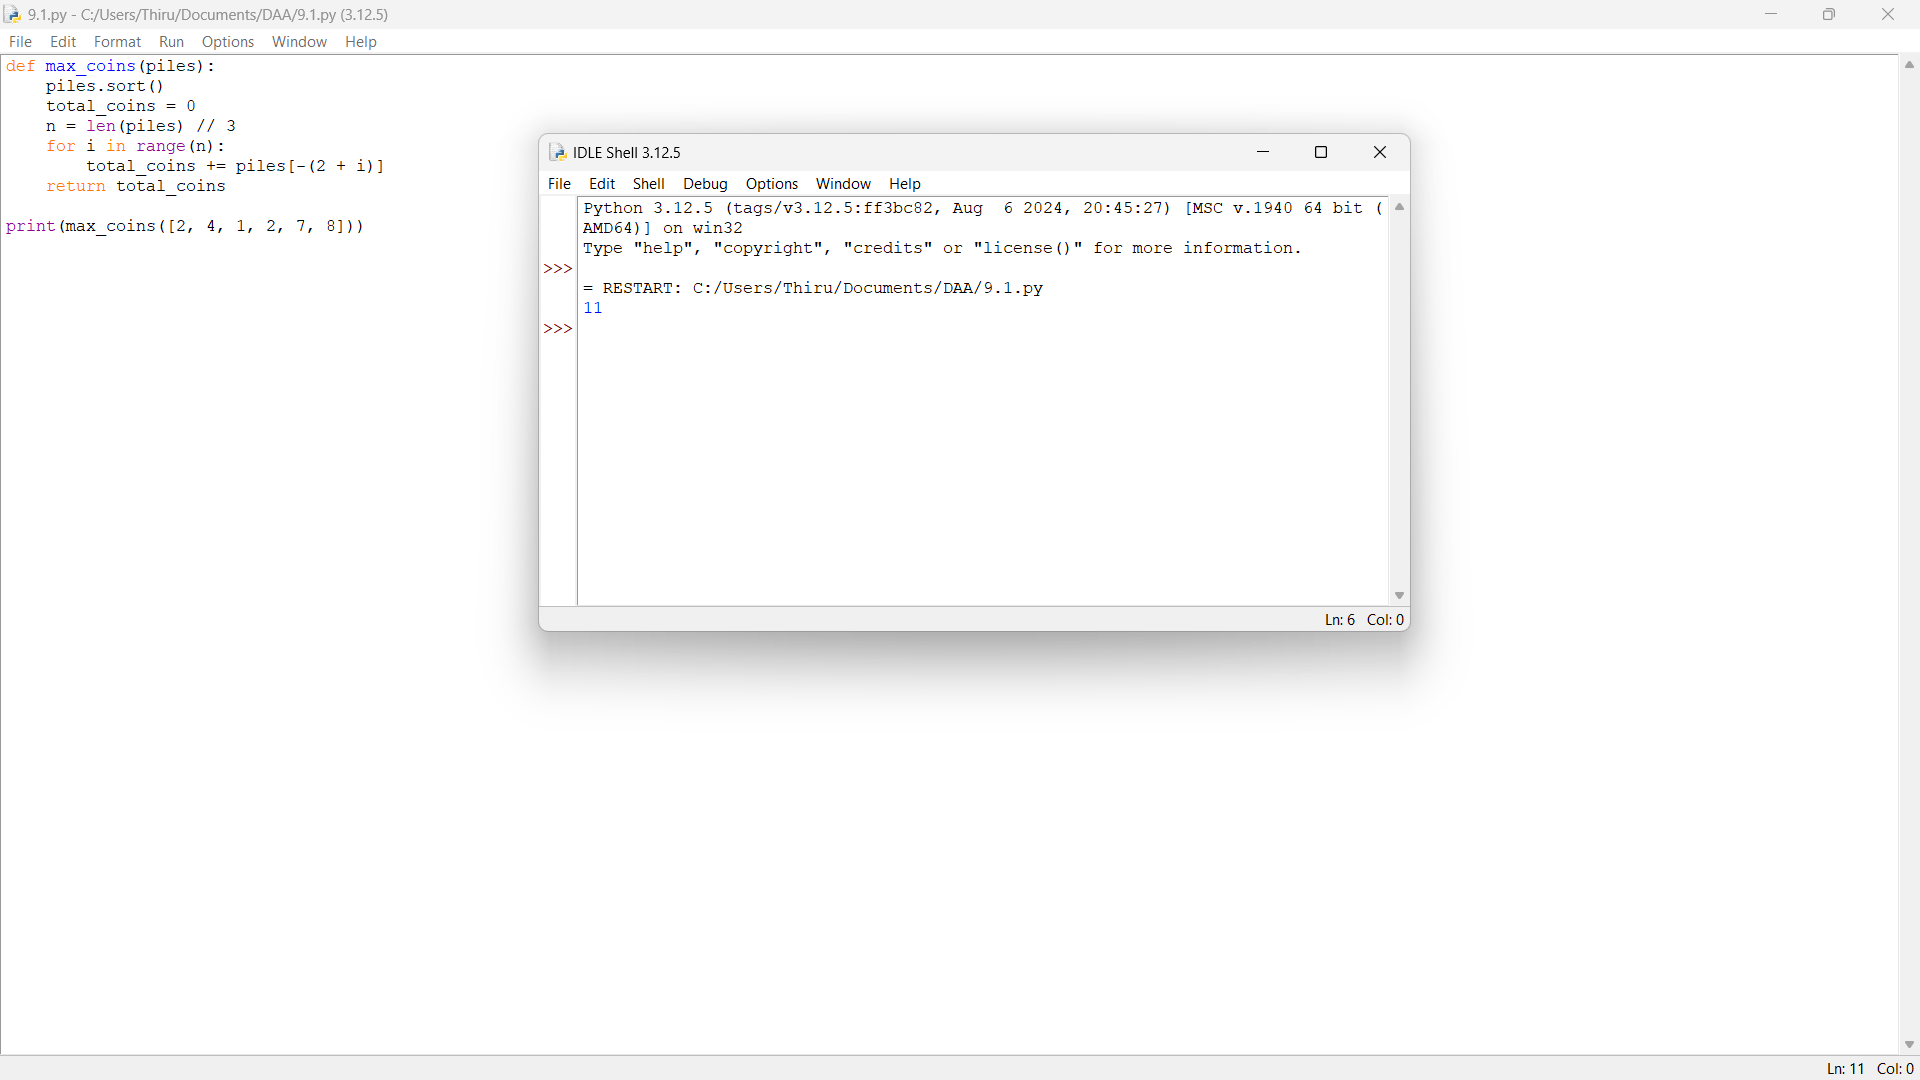 9.1.py - C:/Users/Thiru/Documents/DAA/9.1.py (3.12.5)
File Edit Format Run Options Window Help
def max_coins(piles):
    piles.sort()
    total_coins = 0
    n = len(piles) // 3
    for i in range(n):
        total_coins += piles[-(2 + i)]
    return total_coins

print(max_coins([2, 4, 1, 2, 7, 8]))
IDLE Shell 3.12.5
File Edit Shell Debug Options Window Help
Python 3.12.5 (tags/v3.12.5:ff3bc82, Aug  6 2024, 20:45:27) [MSC v.1940 64 bit (
AMD64)] on win32
Type "help", "copyright", "credits" or "license()" for more information.
>>>
= RESTART: C:/Users/Thiru/Documents/DAA/9.1.py
11
>>>
Ln: 6 Col: 0
Ln: 11 Col: 0